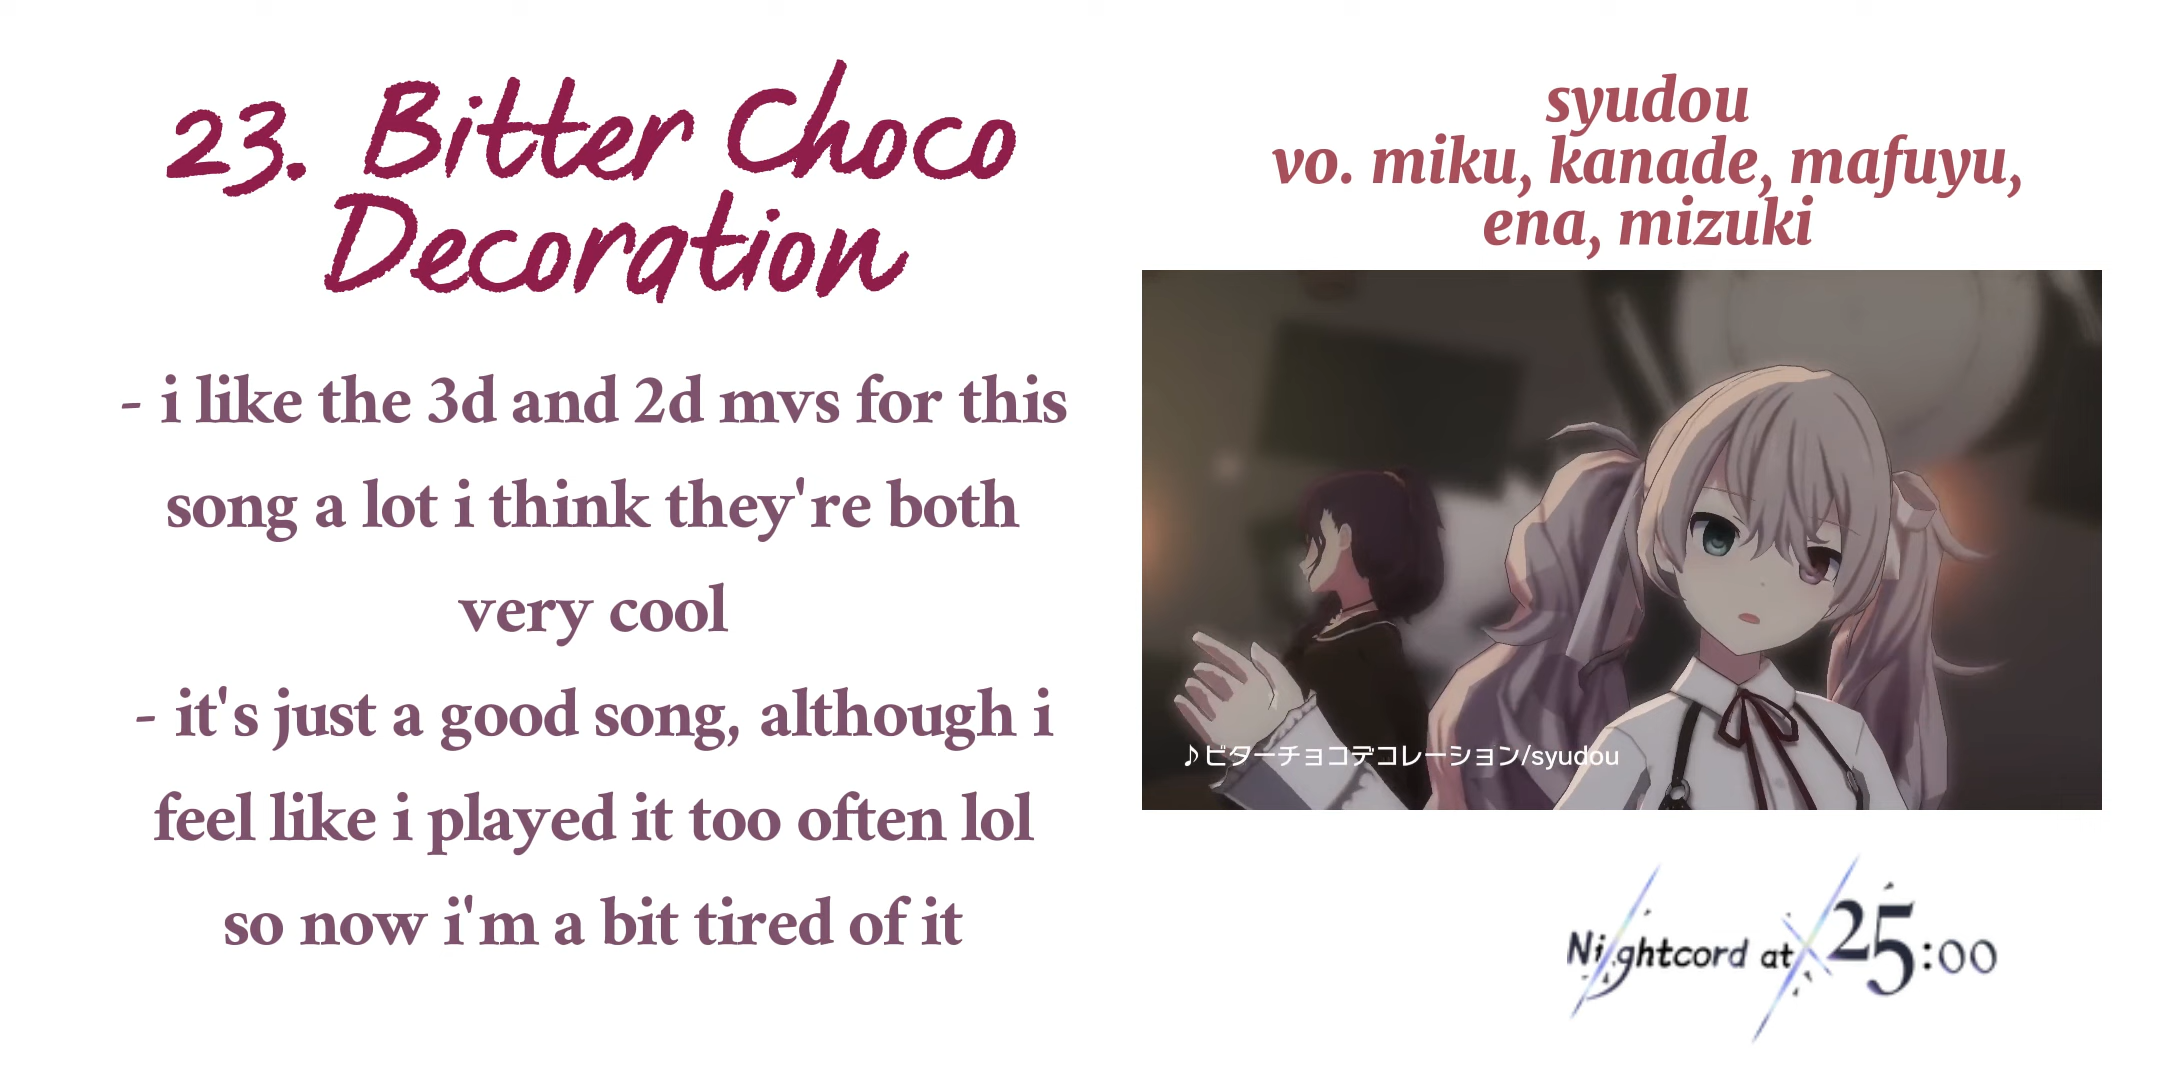 23. Bitter Choco
Decoration
- i like the 3d and 2d mvs for this
song a lot i think they're both
very cool
- it's just a good song, although i
feel like i played it too often lol
so now i'm a bit tired of it
syudou
vo. miku, kanade, mafuyu,
ena, mizuki
♪ビターチョコデコレーション/syudou
Nightcord at 25:00